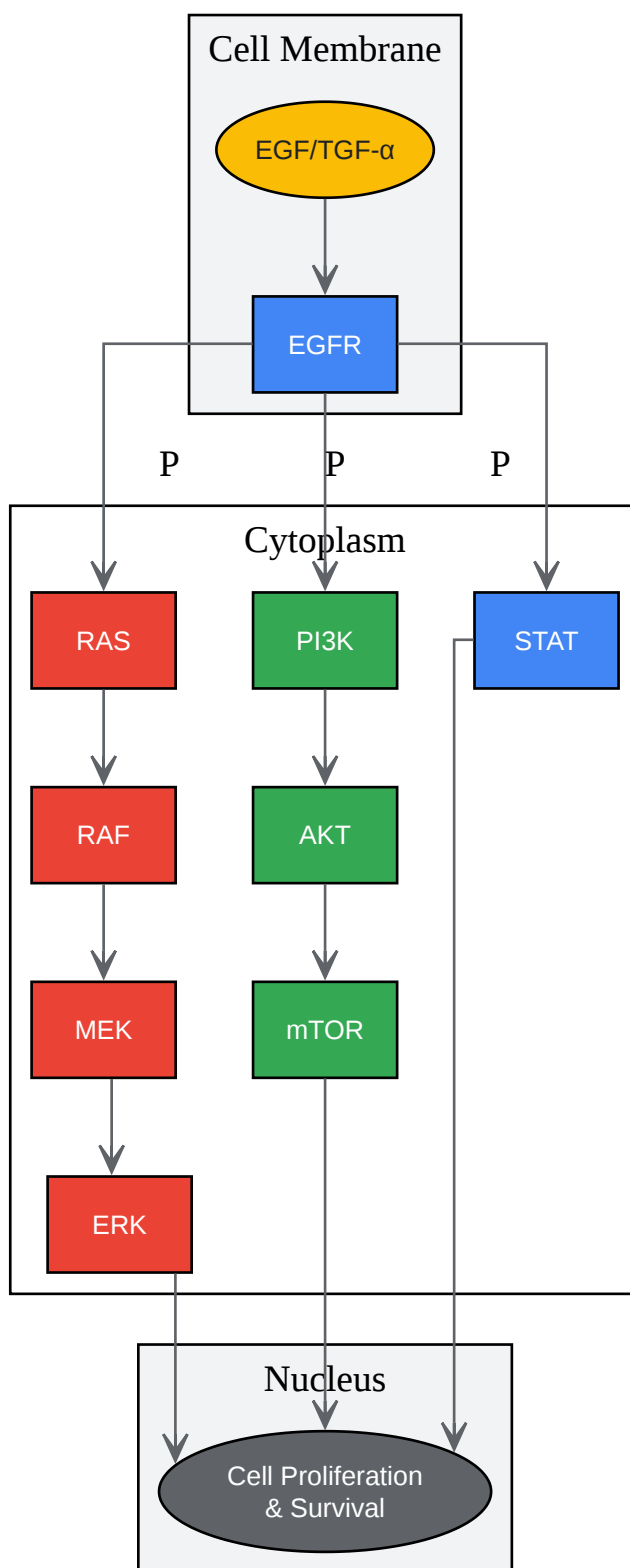 Cell Membrane
EGF/TGF-α
EGFR
P P P
Cytoplasm
RAS PI3K STAT
RAF AKT
MEK mTOR
ERK
Nucleus
Cell Proliferation
& Survival